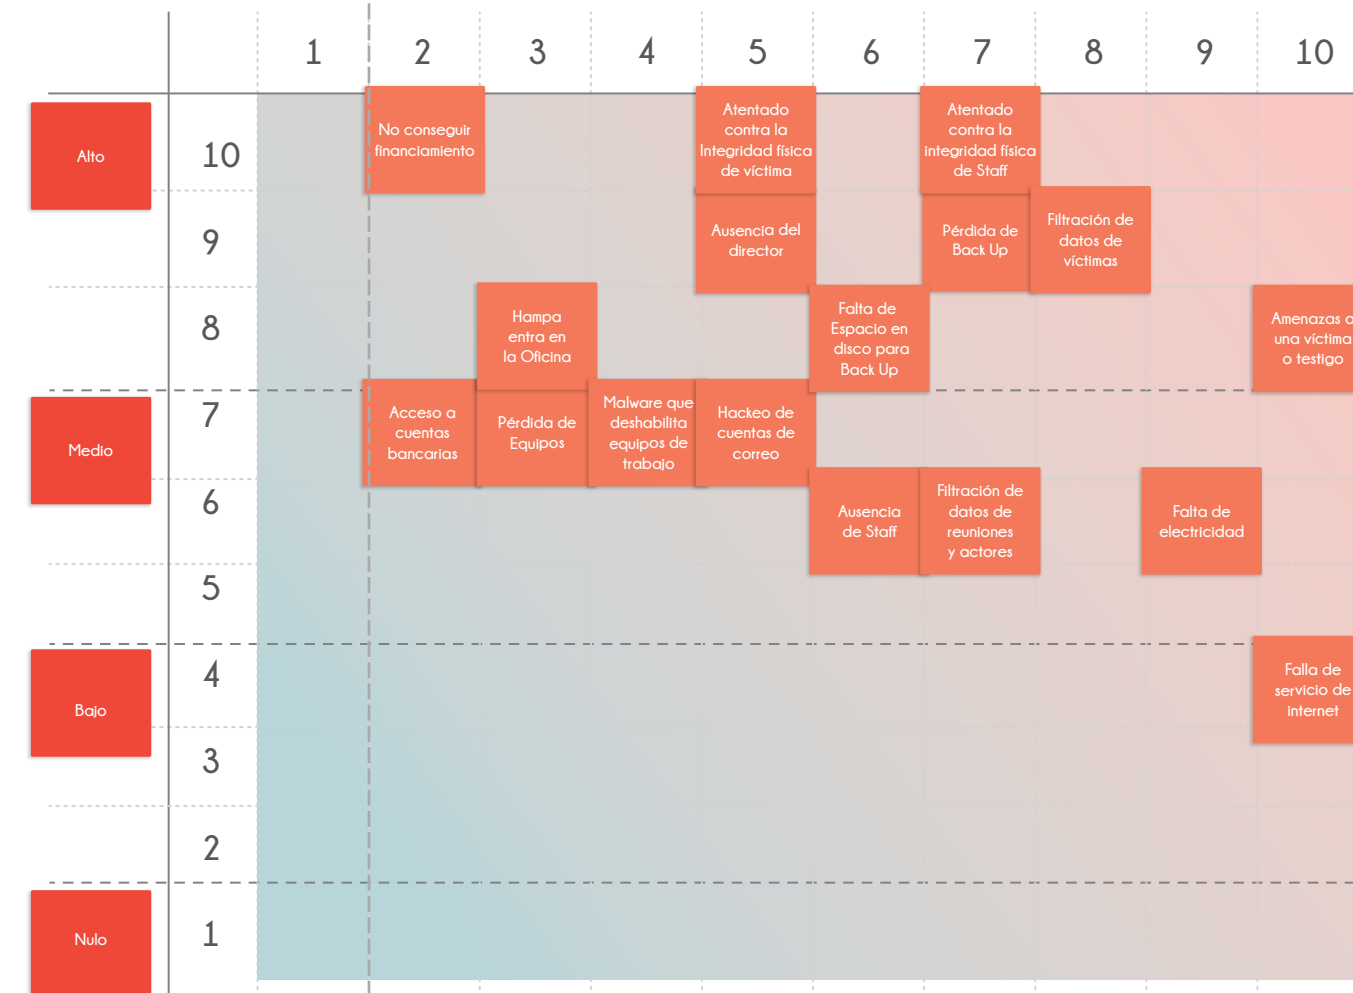 1 2 3 4 5 6 7 8 9 10
Alto
10
No conseguir
financiamiento
Atentado
contra la
Integridad física
de víctima
Atentado
contra la
integridad física
de Staff
9
Ausencia del
director
Pérdida de
Back Up
Filtración de
datos de
víctimas
8
Hampa
entra en
la Oficina
Falta de
Espacio en
disco para
Back Up
Amenazas a
una víctima
o testigo
Medio
7
Acceso a
cuentas
bancarias
Pérdida de
Equipos
Malware que
deshabilita
equipos de
trabajo
Hackeo de
cuentas de
correo
6
Ausencia
de Staff
Filtración de
datos de
reuniones
y actores
Falta de
electricidad
5
Bajo
4
Falla de
servicio de
internet
3
2
Nulo
1